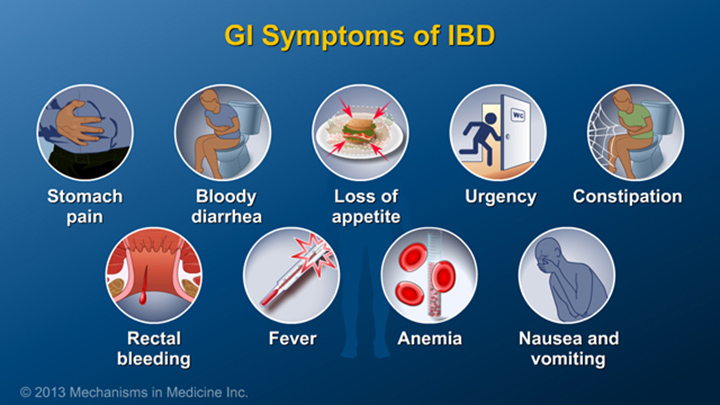 GI Symptoms of IBD
WC
Stomach
pain
Bloody
diarrhea
Loss of
appetite
Urgency
Constipation
Rectal
bleeding
Fever
Anemia
Nausea and
vomiting
© 2013 Mechanisms in Medicine Inc.